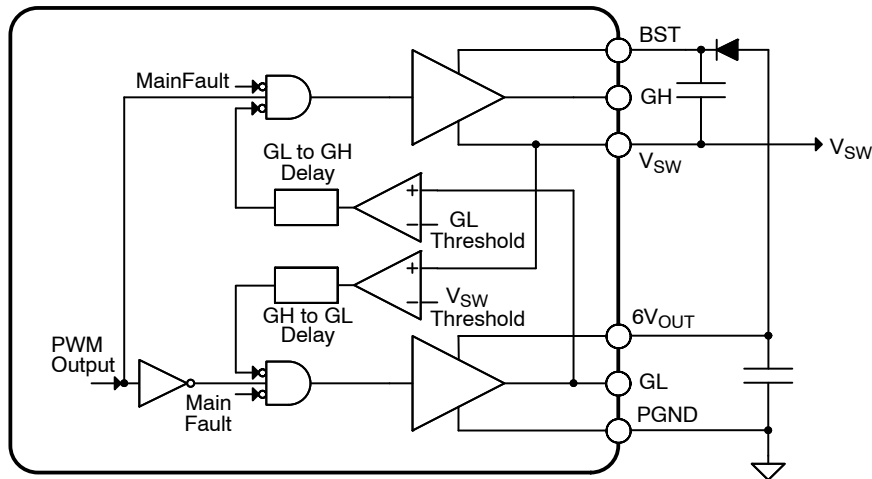 BST
MainFault
GH
V_SW
V_SW
GL to GH
Delay
+
−
GL
Threshold
+
−
V_SW
Threshold
GH to GL
Delay
6V_OUT
PWM
Output
GL
Main
Fault
PGND